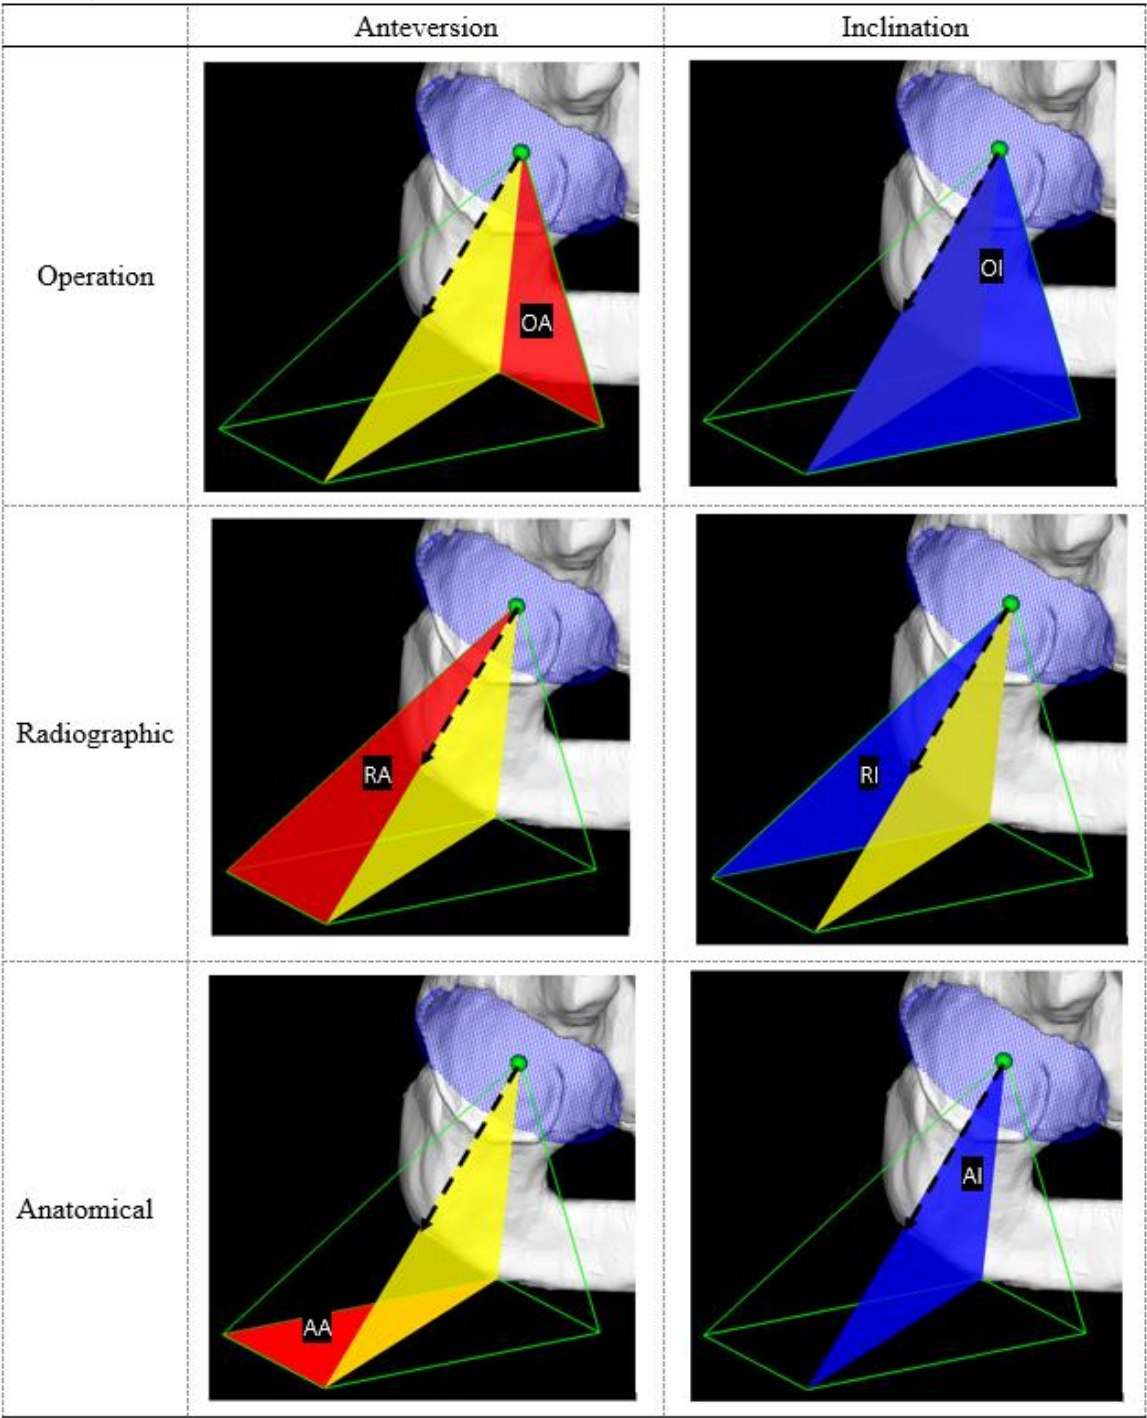 Anteversion Inclination
Operation
OA
OI
Radiographic
RA
RI
Anatomical
AA
AI